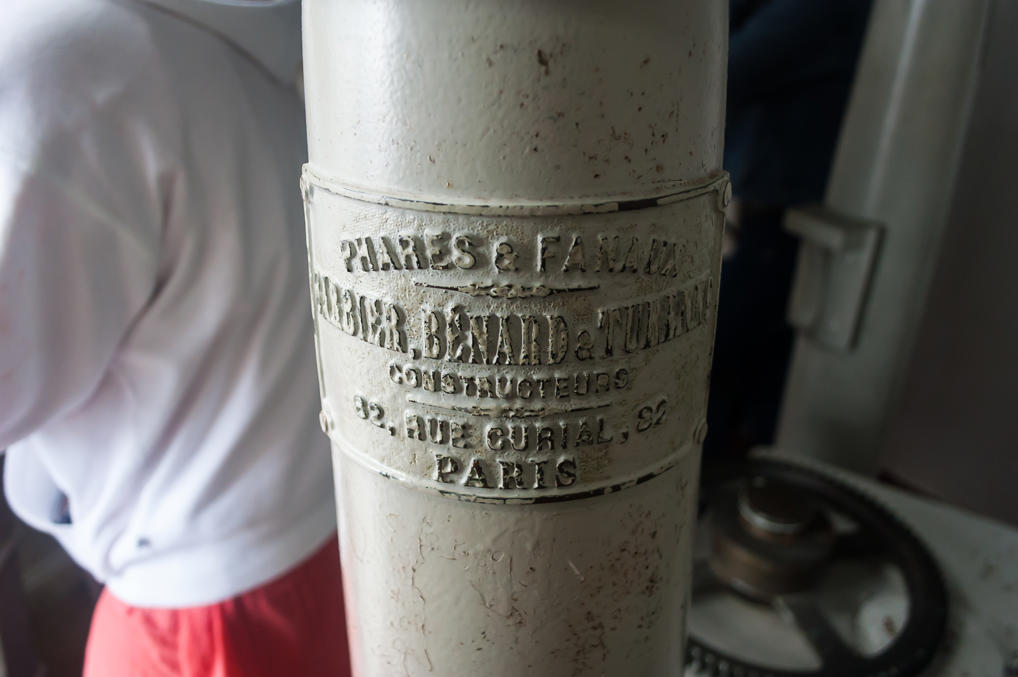 PHARES & FANAUX
BARBIER, BÉNARD & TURENNE
CONSTRUCTEURS
82, RUE CURIAL, 82
PARIS